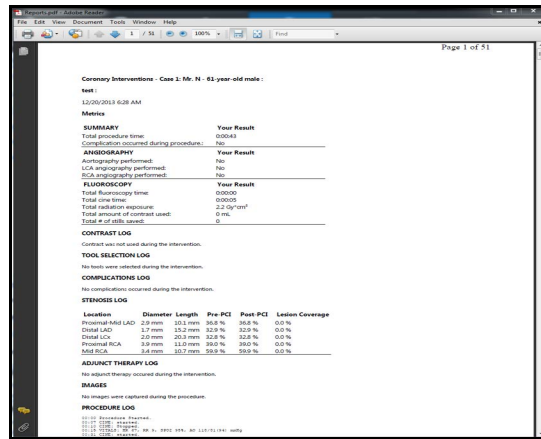 Reports.pdf - Adobe Reader
File Edit View Document Tools Window Help
1 / 51 100% Find
Page 1 of 51
Coronary Interventions - Case 1: Mr. N - 61-year-old male :
test :
12/20/2013 6:28 AM
Metrics
SUMMARY Your Result
Total procedure time: 0:00:43
Complication occurred during procedure.: No
ANGIOGRAPHY Your Result
Aortography performed: No
LCA angiography performed: No
RCA angiography performed: No
FLUOROSCOPY Your Result
Total fluoroscopy time: 0:00:00
Total cine time: 0:00:05
Total radiation exposure: 2.2 Gy*cm²
Total amount of contrast used: 0 mL
Total # of stills saved: 0
CONTRAST LOG
Contrast was not used during the intervention.
TOOL SELECTION LOG
No tools were selected during the intervention.
COMPLICATIONS LOG
No complications occurred during the intervention.
STENOSIS LOG
Location Diameter Length Pre-PCI Post-PCI Lesion Coverage
Proximal-Mid LAD 2.9 mm 10.1 mm 36.8 % 36.8 % 0.0 %
Distal LAD 1.7 mm 15.2 mm 32.9 % 32.9 % 0.0 %
Distal LCx 2.0 mm 20.3 mm 32.8 % 32.8 % 0.0 %
Proximal RCA 3.9 mm 11.0 mm 39.0 % 39.0 % 0.0 %
Mid RCA 3.4 mm 10.7 mm 59.9 % 59.9 % 0.0 %
ADJUNCT THERAPY LOG
No adjunct therapy occured during the intervention.
IMAGES
No images were captured during the procedure.
PROCEDURE LOG
00:00 Procedure Started.
00:07 CINE: started.
00:10 CINE: Stopped.
CINE: started.